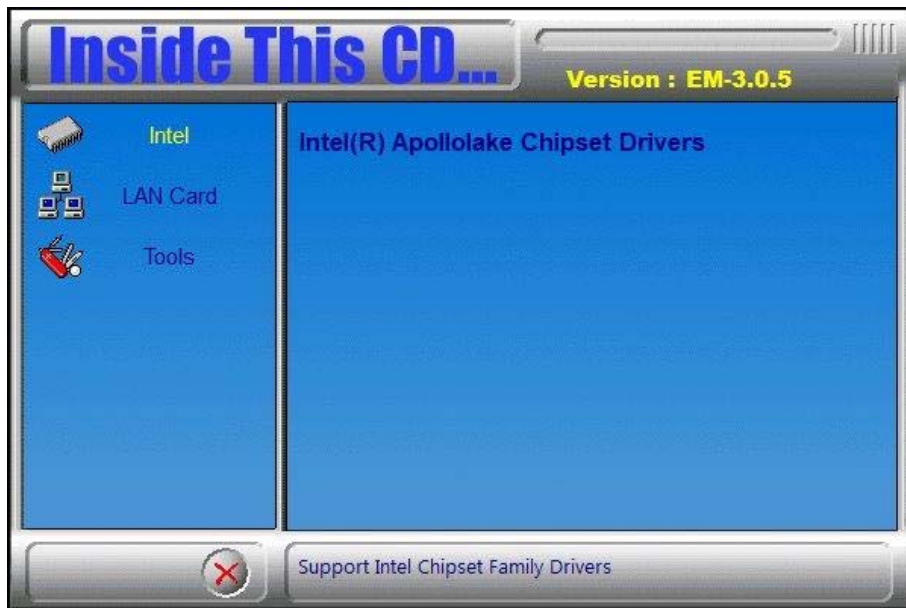 Inside This CD...
Version : EM-3.0.5
Intel
LAN Card
Tools
Intel(R) Apollolake Chipset Drivers
Support Intel Chipset Family Drivers